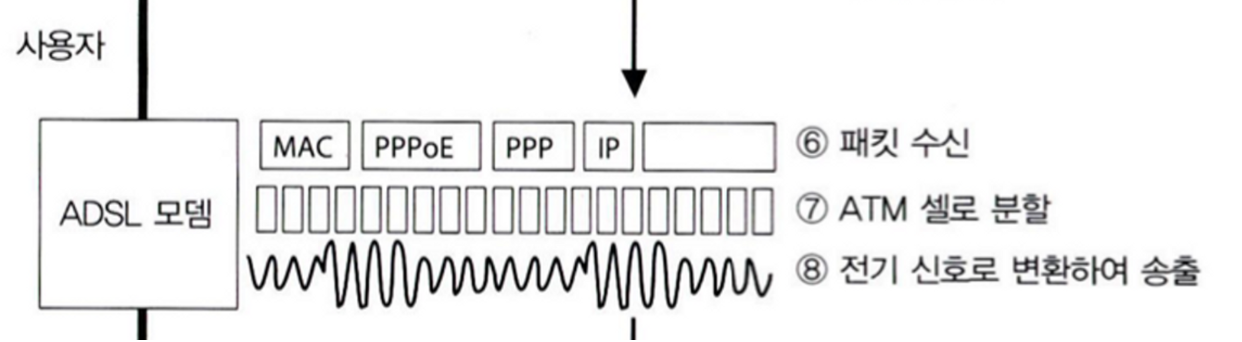 사용자
ADSL 모뎀
MAC PPPoE PPP IP ⑥ 패킷 수신
⑦ ATM 셀로 분할
⑧ 전기 신호로 변환하여 송출